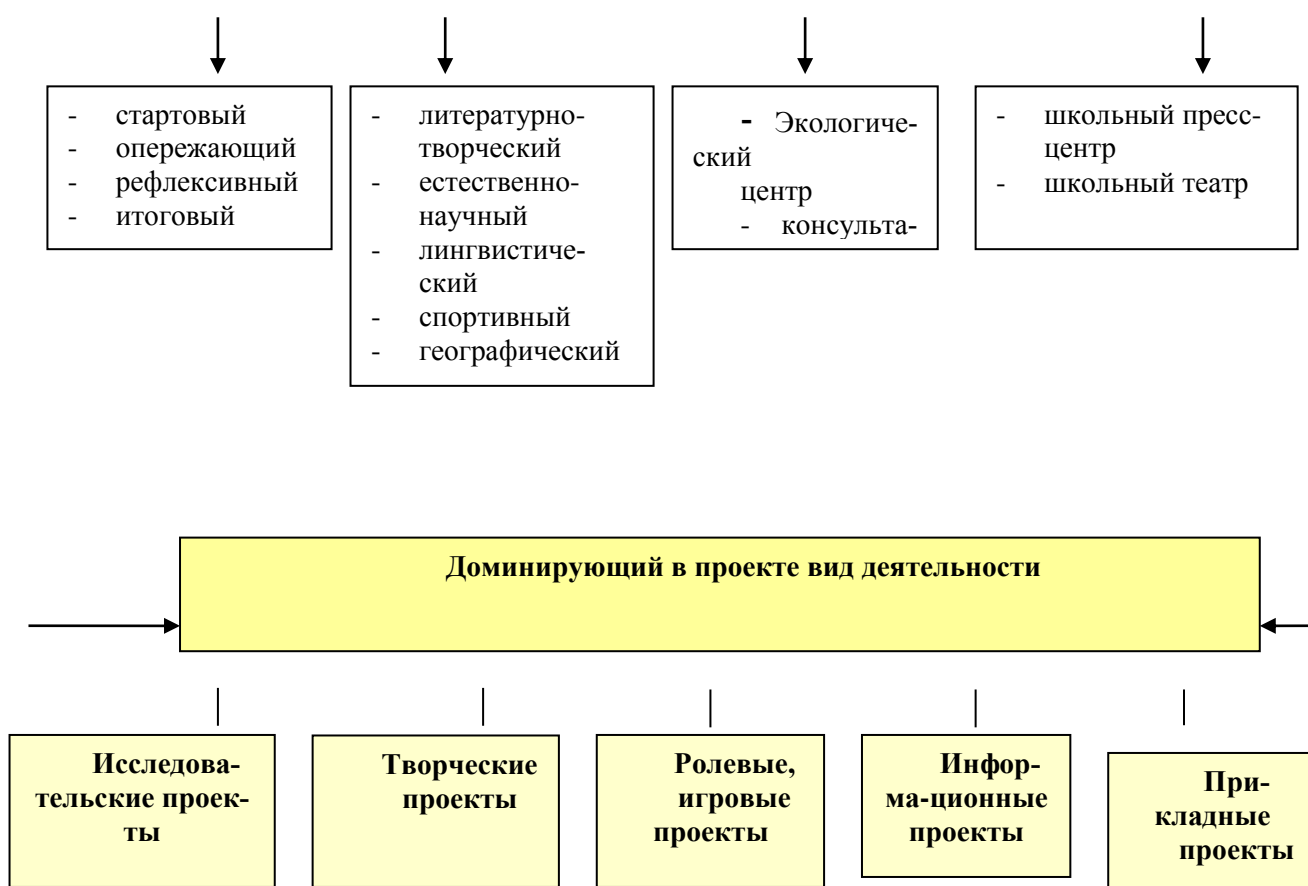 - стартовый
- опережающий
- рефлексивный
- итоговый
- литературно-
творческий
- естественно-
научный
- лингвистиче-
ский
- спортивный
- географический
- Экологиче-
ский
центр
- консульта-
- школьный пресс-
центр
- школьный театр
Доминирующий в проекте вид деятельности
Исследова-
тельские проек-
ты
Творческие
проекты
Ролевые,
игровые
проекты
Инфор-
ма-ционные
проекты
При-
кладные
проекты